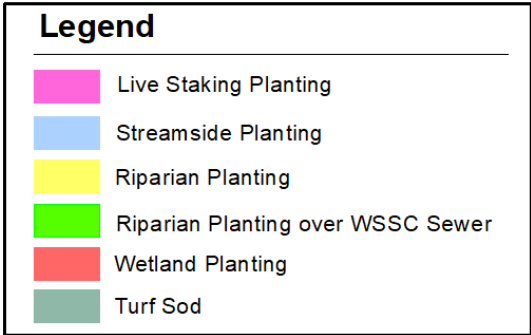 Legend
Live Staking Planting
Streamside Planting
Riparian Planting
Riparian Planting over WSSC Sewer
Wetland Planting
Turf Sod